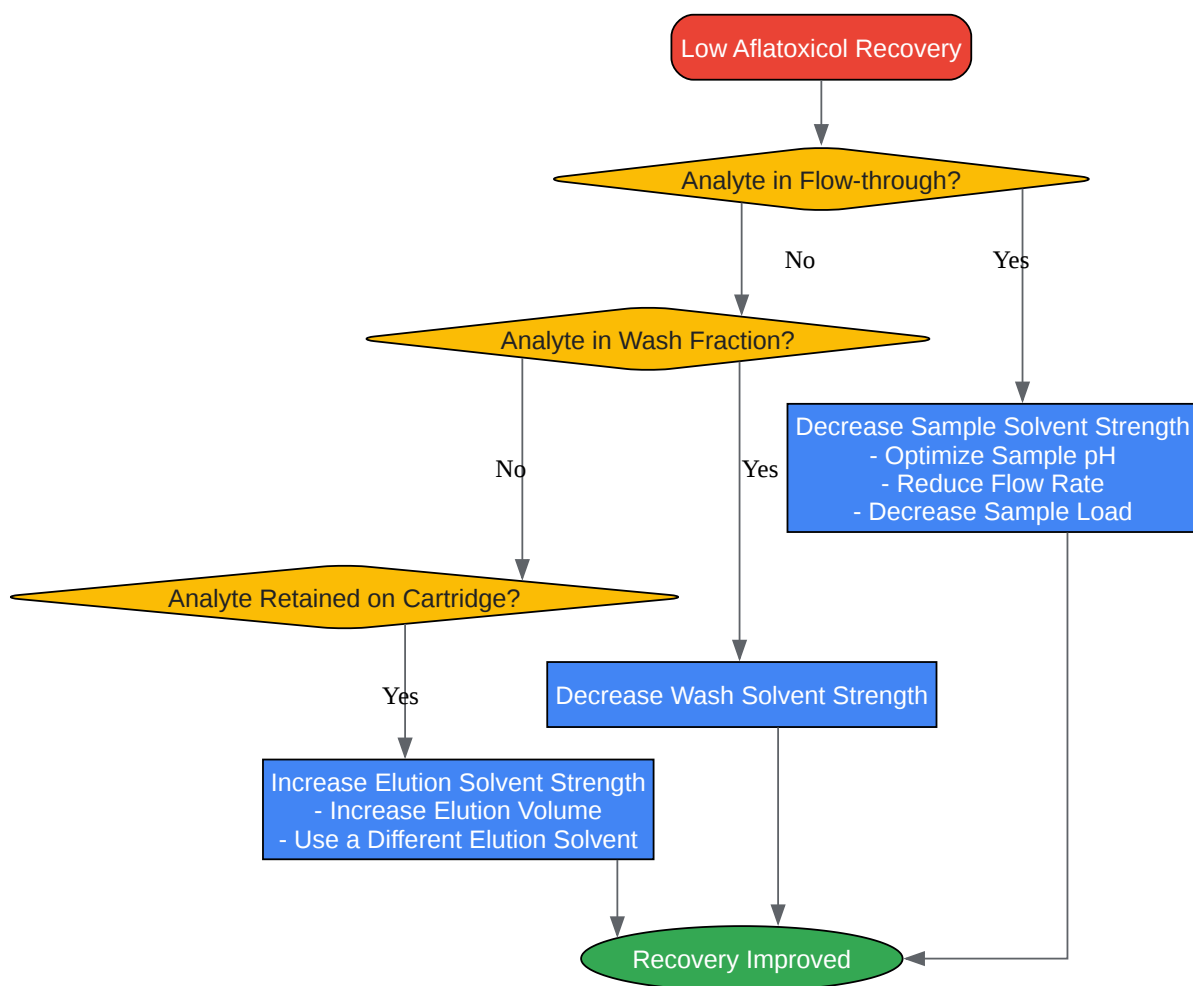 Low Aflatoxicol Recovery
Analyte in Flow-through?
No
Yes
Analyte in Wash Fraction?
Decrease Sample Solvent Strength
- Optimize Sample pH
- Reduce Flow Rate
- Decrease Sample Load
No
Yes
Analyte Retained on Cartridge?
Yes
Decrease Wash Solvent Strength
Increase Elution Solvent Strength
- Increase Elution Volume
- Use a Different Elution Solvent
Recovery Improved